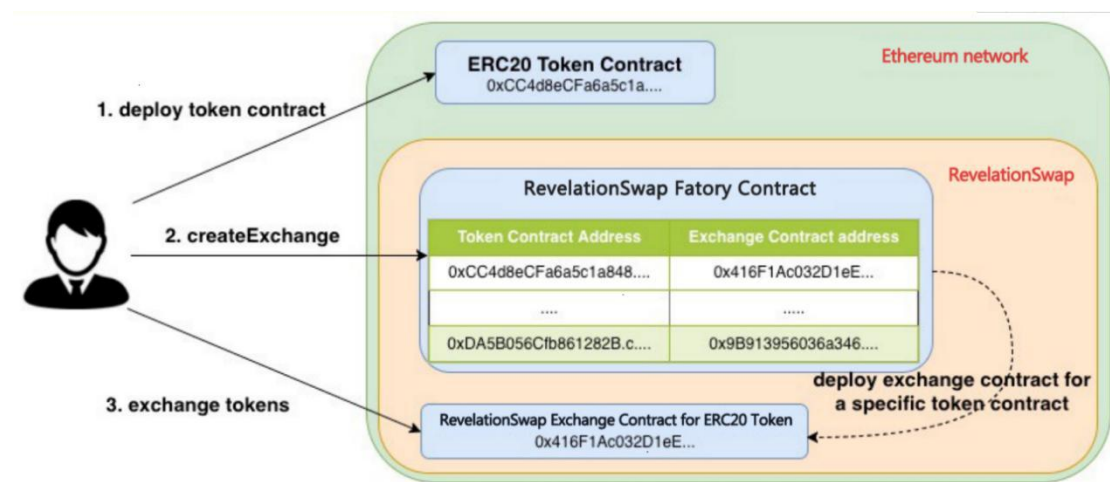 Ethereum network
ERC20 Token Contract
0xCC4d8eCFa6a5c1a....
1. deploy token contract
RevelationSwap
RevelationSwap Fatory Contract
2. createExchange
Token Contract Address Exchange Contract address
0xCC4d8eCFa6a5c1a848.... 0x416F1Ac032D1eE...
.... .....
0xDA5B056Cfb861282B.c.... 0x9B913956036a346....
deploy exchange contract for
a specific token contract
3. exchange tokens
RevelationSwap Exchange Contract for ERC20 Token
0x416F1Ac032D1eE...